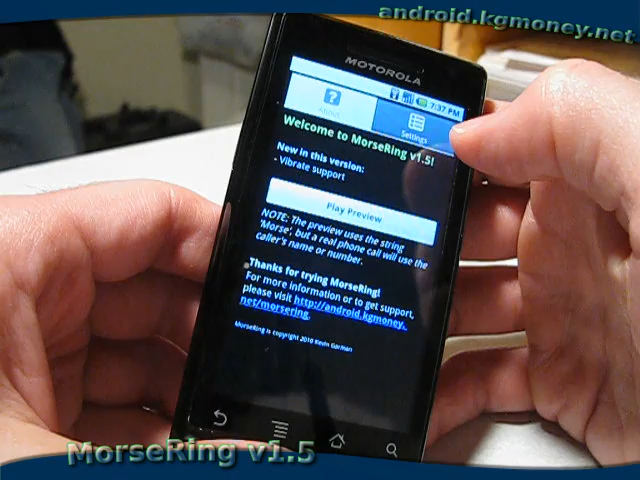 android.kgmoney.net
MOTOROLA
7:37 PM
About
Settings
Welcome to MorseRing v1.5!
New in this version:
- Vibrate support
Play Preview
NOTE: The preview uses the string
'Morse', but a real phone call will use the
caller's name or number.
Thanks for trying MorseRing!
For more information or to get support,
please visit http://android.kgmoney.
net/morsering.
MorseRing is copyright 2010 Kevin Gorman
MorseRing v1.5